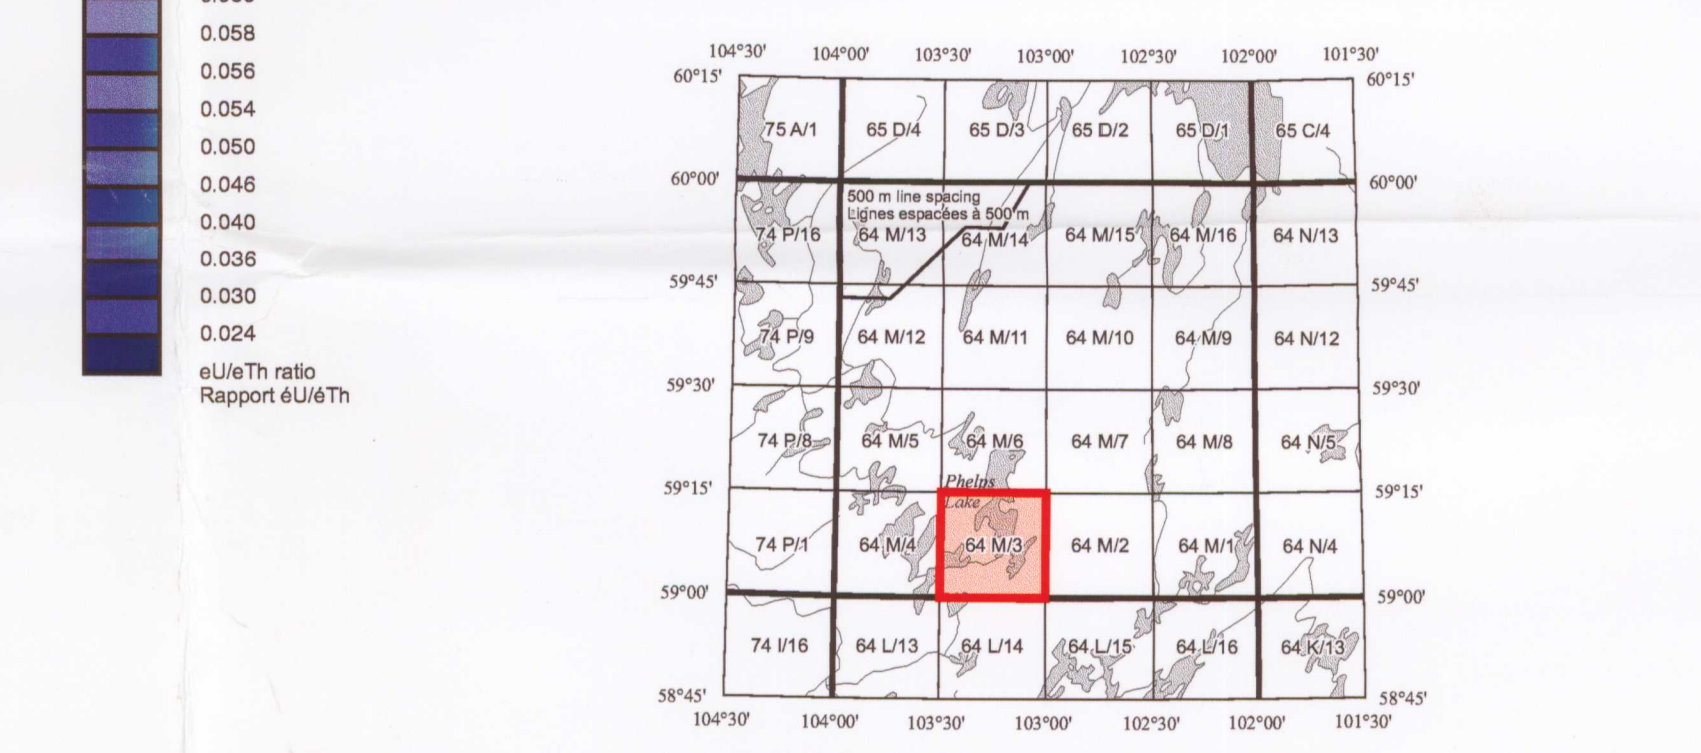 0.058
0.056
0.054
0.050
0.046
0.040
0.036
0.030
0.024
eU/eTh ratio
Rapport éU/éTh
104°30' 104°00' 103°30' 103°00' 102°30' 102°00' 101°30'
60°15' 60°15'
75 A/1 65 D/4 65 D/3 65 D/2 65 D/1 65 C/4
60°00' 60°00'
500 m line spacing
Lignes espacées à 500 m
74 P/16 64 M/13 64 M/14 64 M/15 64 M/16 64 N/13
59°45' 59°45'
74 P/9 64 M/12 64 M/11 64 M/10 64 M/9 64 N/12
59°30' 59°30'
74 P/8 64 M/5 64 M/6 64 M/7 64 M/8 64 N/5
Phelps
59°15' 59°15'
Lake
74 P/1 64 M/4 64 M/3 64 M/2 64 M/1 64 N/4
59°00' 59°00'
74 I/16 64 L/13 64 L/14 64 L/15 64 L/16 64 K/13
58°45' 58°45'
104°30' 104°00' 103°30' 103°00' 102°30' 102°00' 101°30'